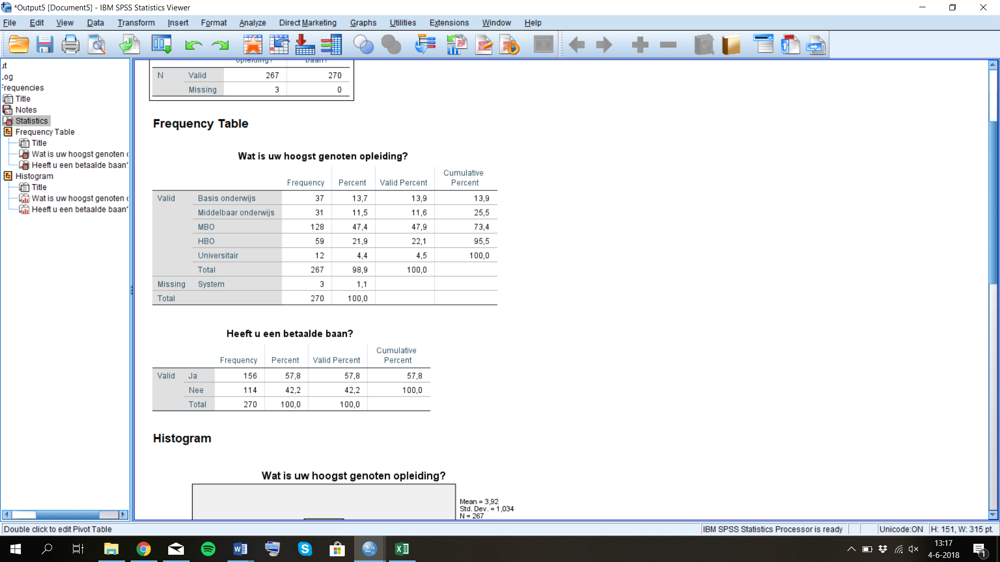 *Output5 [Document5] - IBM SPSS Statistics Viewer
File Edit View Data Transform Insert Format Analyze Direct Marketing Graphs Utilities Extensions Window Help
Log
Frequencies
Title
Notes
Statistics
Frequency Table
Title
Wat is uw hoogst genoten
Heeft u een betaalde baan
Histogram
Title
Wat is uw hoogst genoten
Heeft u een betaalde baan
opleiding? baan?
N Valid 267 270
Missing 3 0
Frequency Table
Wat is uw hoogst genoten opleiding?
Frequency Percent Valid Percent Cumulative Percent
Valid Basis onderwijs 37 13,7 13,9 13,9
Middelbaar onderwijs 31 11,5 11,6 25,5
MBO 128 47,4 47,9 73,4
HBO 59 21,9 22,1 95,5
Universitair 12 4,4 4,5 100,0
Total 267 98,9 100,0
Missing System 3 1,1
Total 270 100,0
Heeft u een betaalde baan?
Frequency Percent Valid Percent Cumulative Percent
Valid Ja 156 57,8 57,8 57,8
Nee 114 42,2 42,2 100,0
Total 270 100,0 100,0
Histogram
Wat is uw hoogst genoten opleiding?
Mean = 3,92
Std. Dev. = 1,034
N = 267
Double click to edit Pivot Table
IBM SPSS Statistics Processor is ready
Unicode:ON
H: 151, W: 315 pt.
13:17
4-6-2018
1